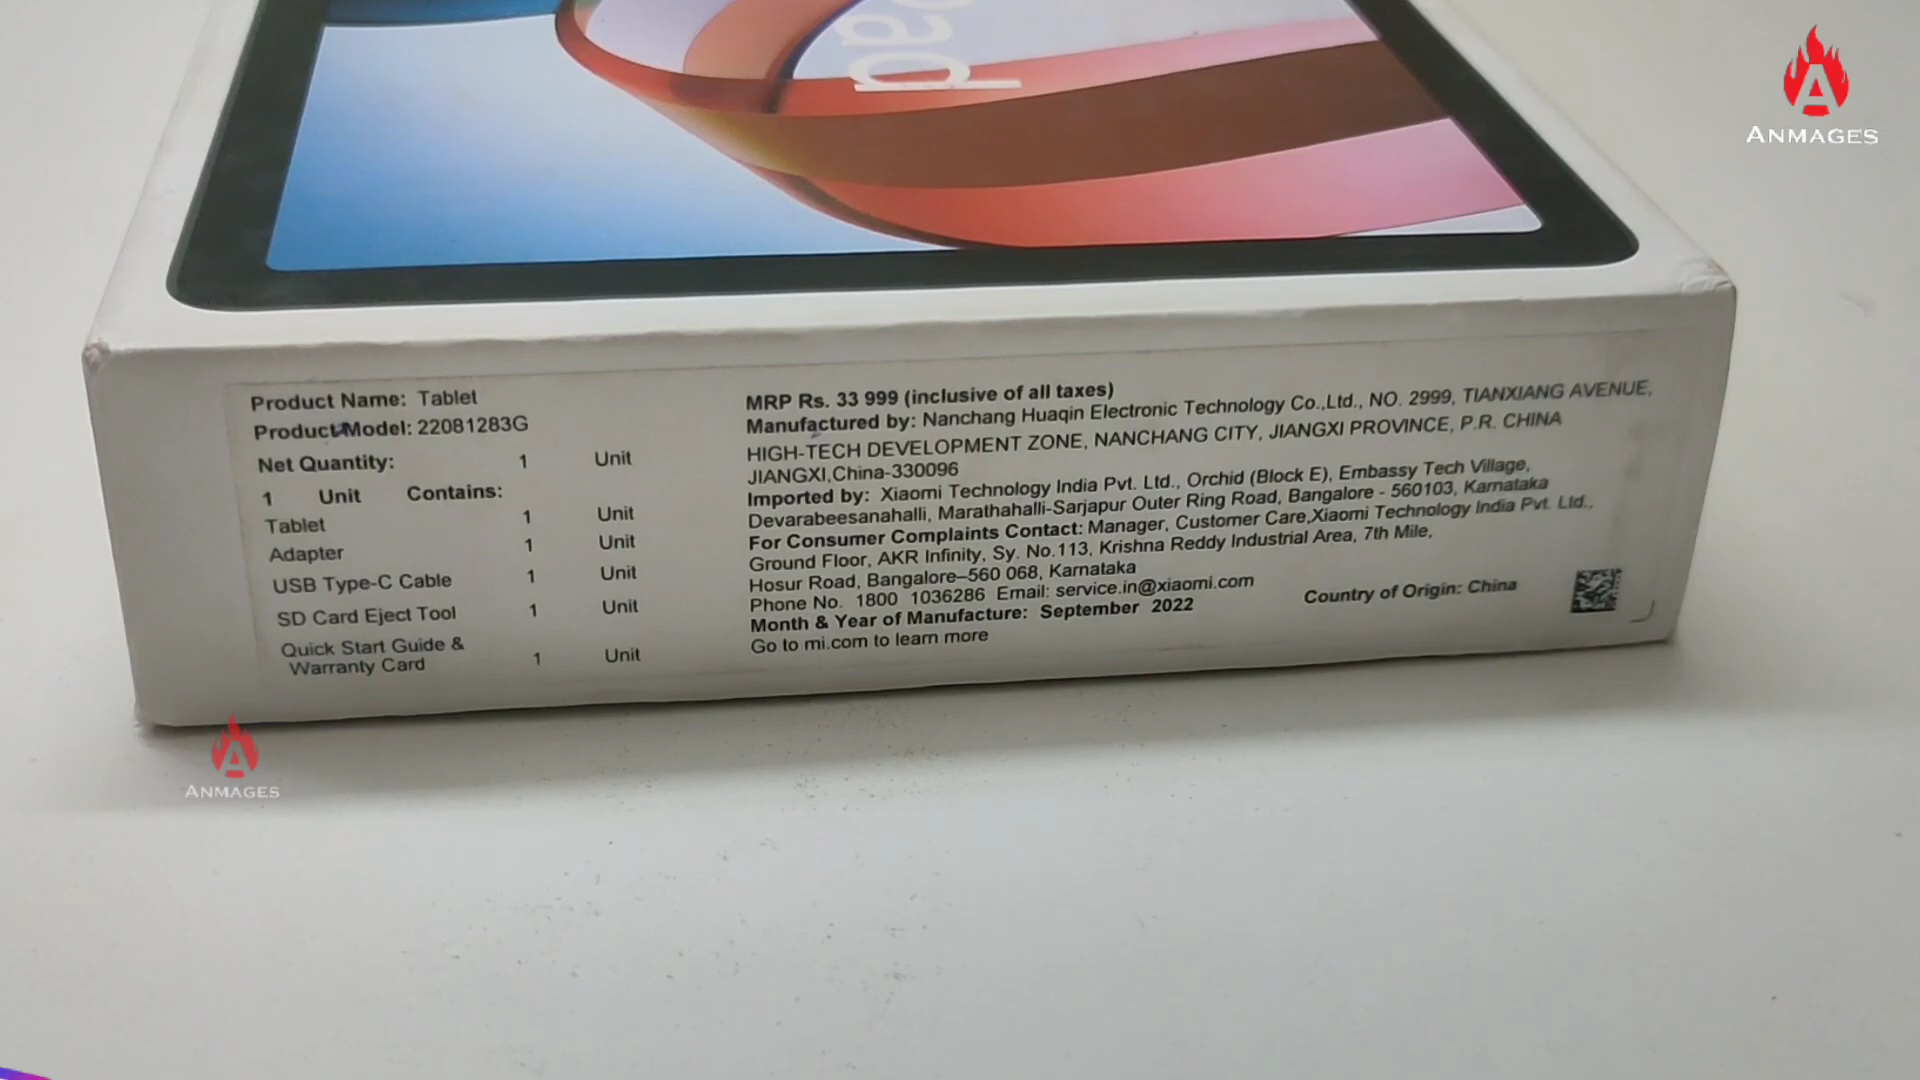 pad
ANMAGES
Product Name: Tablet
Product Model: 22081283G
Net Quantity: 1 Unit
1 Unit Contains:
Tablet 1 Unit
Adapter 1 Unit
USB Type-C Cable 1 Unit
SD Card Eject Tool 1 Unit
Quick Start Guide &
Warranty Card 1 Unit
MRP Rs. 33 999 (inclusive of all taxes)
Manufactured by: Nanchang Huaqin Electronic Technology Co.,Ltd., NO. 2999, TIANXIANG AVENUE,
HIGH-TECH DEVELOPMENT ZONE, NANCHANG CITY, JIANGXI PROVINCE, P.R. CHINA
JIANGXI,China-330096
Imported by: Xiaomi Technology India Pvt. Ltd., Orchid (Block E), Embassy Tech Village,
Devarabeesanahalli, Marathahalli-Sarjapur Outer Ring Road, Bangalore - 560103, Karnataka
For Consumer Complaints Contact: Manager, Customer Care,Xiaomi Technology India Pvt. Ltd.,
Ground Floor, AKR Infinity, Sy. No.113, Krishna Reddy Industrial Area, 7th Mile,
Hosur Road, Bangalore–560 068, Karnataka
Phone No. 1800 1036286 Email: service.in@xiaomi.com
Month & Year of Manufacture: September 2022
Go to mi.com to learn more
Country of Origin: China
ANMAGES